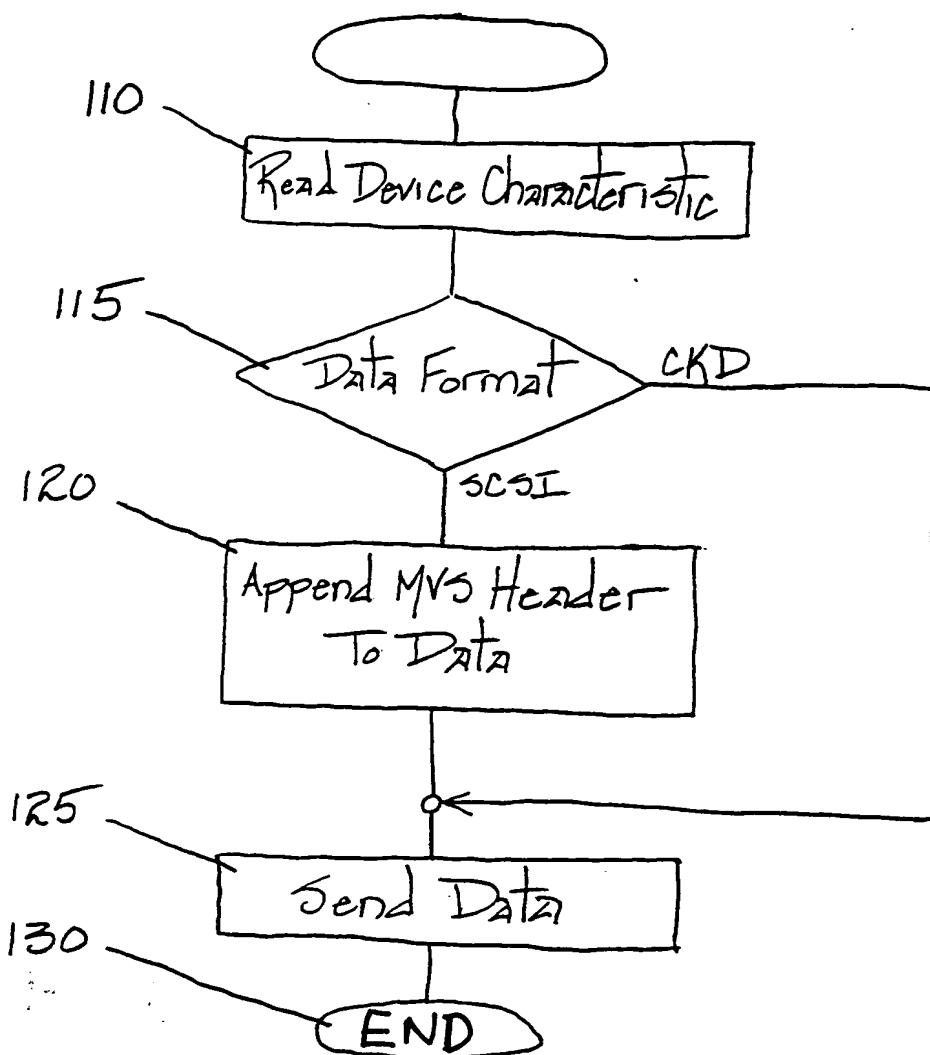 110
Read Device Characteristic
115
Data Format
CKD
SCSI
120
Append MVS Header
To Data
125
Send Data
130
END